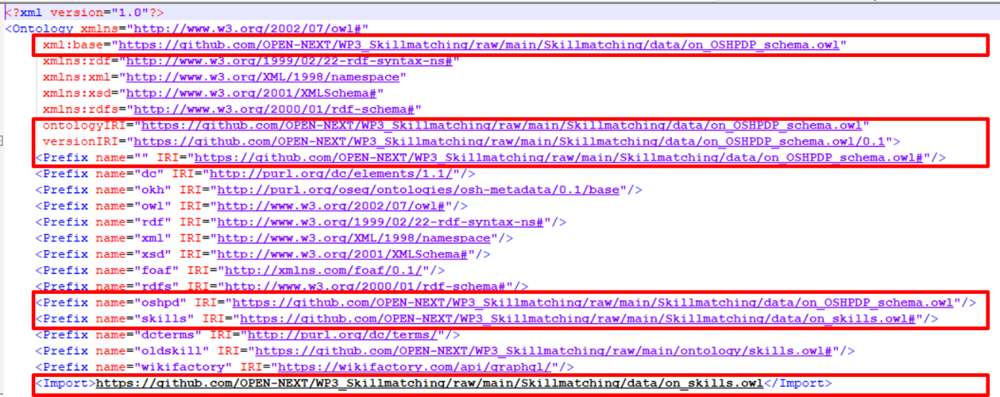 <?xml version="1.0"?>
<Ontology xmlns="http://www.w3.org/2002/07/owl#"
xml:base="https://github.com/OPEN-NEXT/WP3_Skillmatching/raw/main/Skillmatching/data/on_OSHPDP_schema.owl"
xmlns:rdf="http://www.w3.org/1999/02/22-rdf-syntax-ns#"
xmlns:xml="http://www.w3.org/XML/1998/namespace"
xmlns:xsd="http://www.w3.org/2001/XMLSchema#"
xmlns:rdfs="http://www.w3.org/2000/01/rdf-schema#"
ontologyIRI="https://github.com/OPEN-NEXT/WP3_Skillmatching/raw/main/Skillmatching/data/on_OSHPDP_schema.owl"
versionIRI="https://github.com/OPEN-NEXT/WP3_Skillmatching/raw/main/Skillmatching/data/on_OSHPDP_schema.owl/0.1">
<Prefix name="" IRI="https://github.com/OPEN-NEXT/WP3_Skillmatching/raw/main/Skillmatching/data/on_OSHPDP_schema.owl#"/>
<Prefix name="dc" IRI="http://purl.org/dc/elements/1.1/"/>
<Prefix name="okh" IRI="http://purl.org/oseg/ontologies/osh-metadata/0.1/base"/>
<Prefix name="owl" IRI="http://www.w3.org/2002/07/owl#"/>
<Prefix name="rdf" IRI="http://www.w3.org/1999/02/22-rdf-syntax-ns#"/>
<Prefix name="xml" IRI="http://www.w3.org/XML/1998/namespace"/>
<Prefix name="xsd" IRI="http://www.w3.org/2001/XMLSchema#"/>
<Prefix name="foaf" IRI="http://xmlns.com/foaf/0.1/"/>
<Prefix name="rdfs" IRI="http://www.w3.org/2000/01/rdf-schema#"/>
<Prefix name="oshpd" IRI="https://github.com/OPEN-NEXT/WP3_Skillmatching/raw/main/Skillmatching/data/on_OSHPDP_schema.owl"/>
<Prefix name="skills" IRI="https://github.com/OPEN-NEXT/WP3_Skillmatching/raw/main/Skillmatching/data/on_skills.owl#"/>
<Prefix name="dcterms" IRI="http://purl.org/dc/terms/"/>
<Prefix name="oldskill" IRI="https://github.com/OPEN-NEXT/WP3_Skillmatching/raw/main/ontology/skills.owl#"/>
<Prefix name="wikifactory" IRI="https://wikifactory.com/api/graphql/"/>
<Import>https://github.com/OPEN-NEXT/WP3_Skillmatching/raw/main/Skillmatching/data/on_skills.owl</Import>